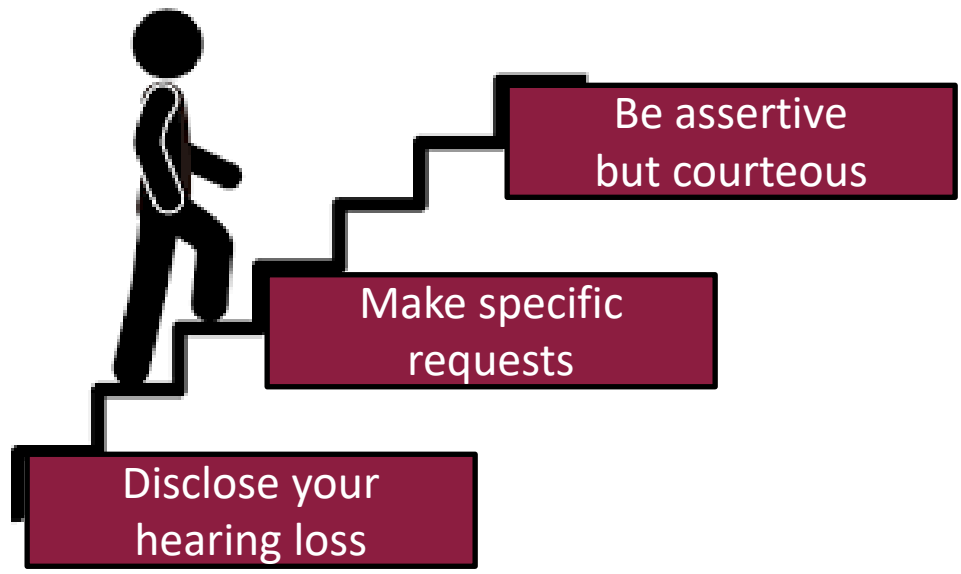 Be assertive
but courteous
Make specific
requests
Disclose your
hearing loss